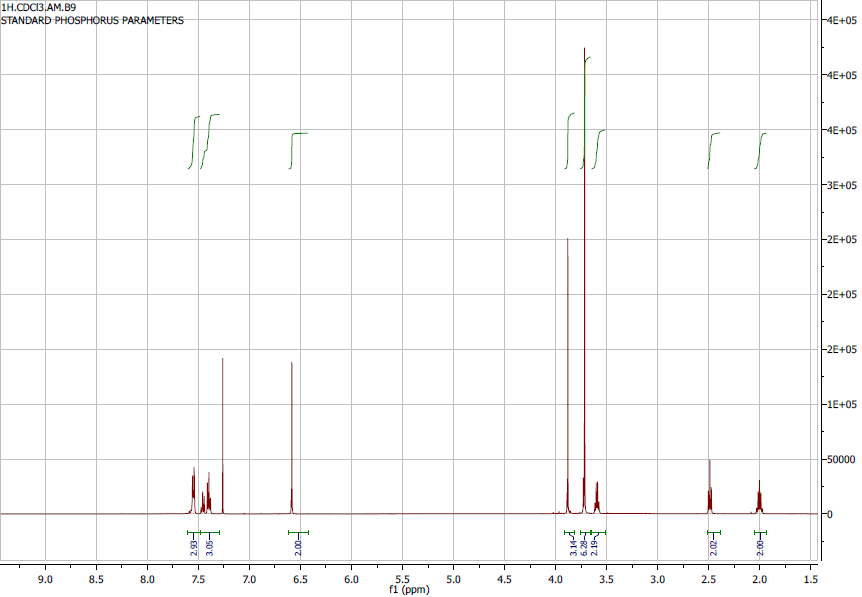 1H.CDCl3.AM.B9
STANDARD PHOSPHORUS PARAMETERS
4E+05
4E+05
4E+05
3E+05
2E+05
2E+05
2E+05
1E+05
50000
0
2.93
3.05
2.00
3.14
6.28
2.19
2.02
2.00
9.0 8.5 8.0 7.5 7.0 6.5 6.0 5.5 5.0 4.5 4.0 3.5 3.0 2.5 2.0 1.5
f1 (ppm)